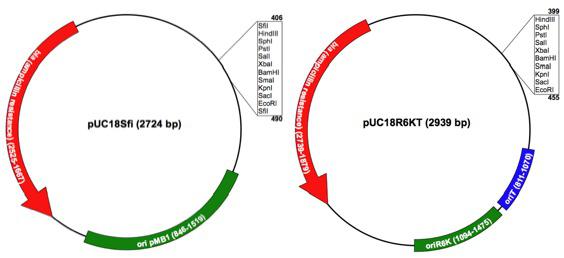 406
SfiI
HindIII
SphI
PstI
SalI
XbaI
BamHI
SmaI
KpnI
SacI
EcoRI
SfiI
490
bla (ampicillin resistance) (2525-1667)
pUC18Sfi (2724 bp)
ori pMB1 (846-1519)
399
HindIII
SphI
PstI
SalI
XbaI
BamHI
SmaI
KpnI
SacI
EcoRI
455
bla (ampicillin resistance) (2739-1879)
pUC18R6KT (2939 bp)
oriT (811-1070)
oriR6K (1094-1475)